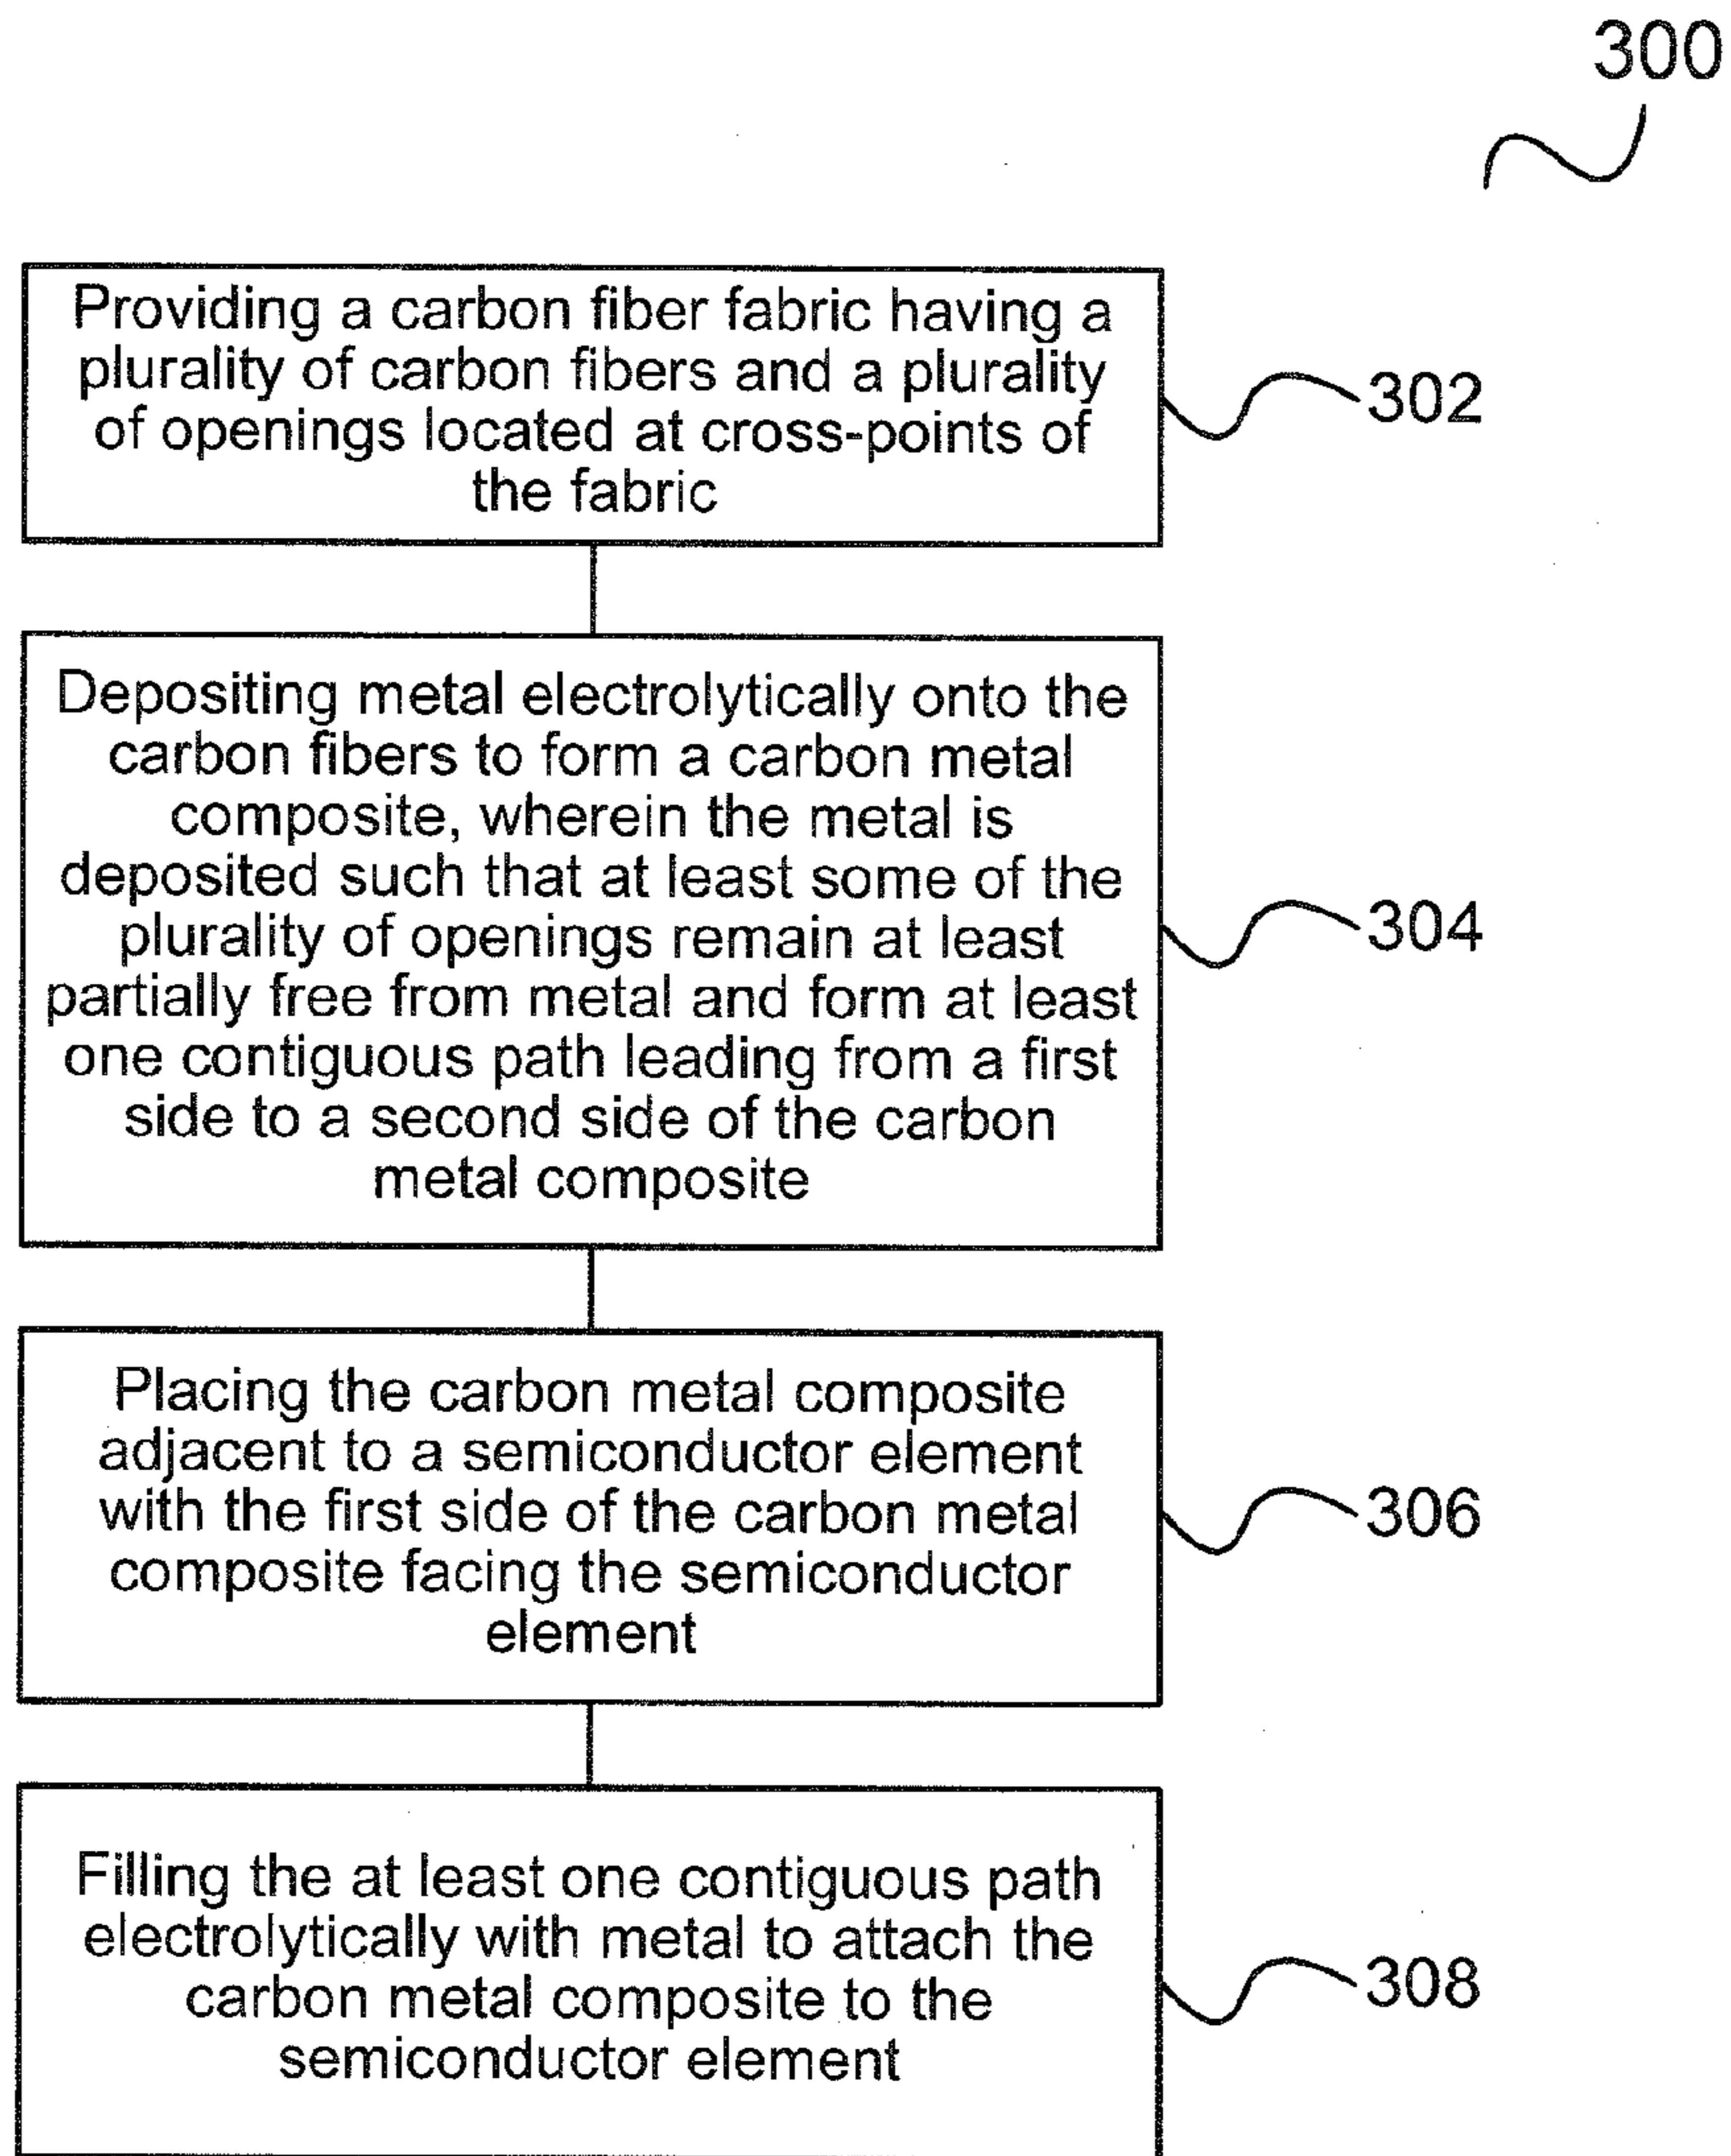 300
Providing a carbon fiber fabric having a
plurality of carbon fibers and a plurality
of openings located at cross-points of
the fabric
302
Depositing metal electrolytically onto the
carbon fibers to form a carbon metal
composite, wherein the metal is
deposited such that at least some of the
plurality of openings remain at least
partially free from metal and form at least
one contiguous path leading from a first
side to a second side of the carbon
metal composite
304
Placing the carbon metal composite
adjacent to a semiconductor element
with the first side of the carbon metal
composite facing the semiconductor
element
306
Filling the at least one contiguous path
electrolytically with metal to attach the
carbon metal composite to the
semiconductor element
308